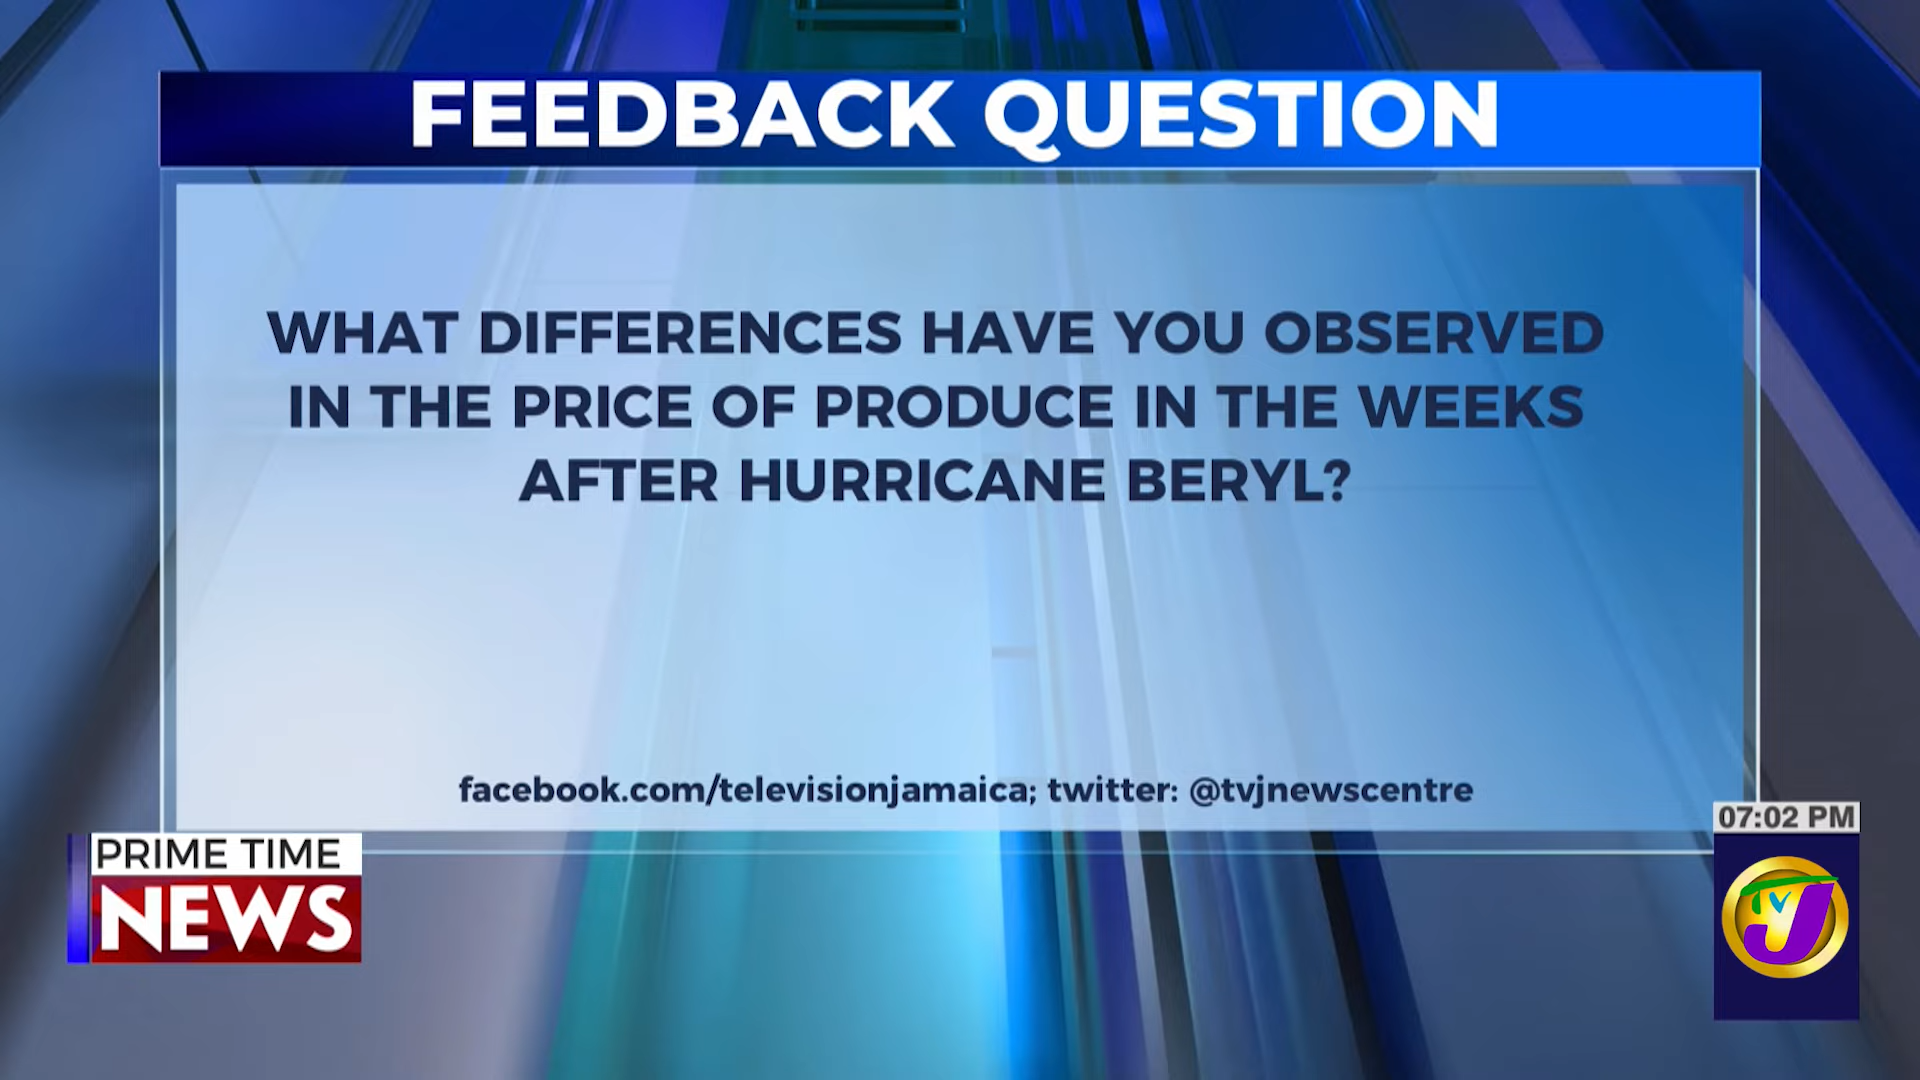 FEEDBACK QUESTION
WHAT DIFFERENCES HAVE YOU OBSERVED
IN THE PRICE OF PRODUCE IN THE WEEKS
AFTER HURRICANE BERYL?
facebook.com/televisionjamaica; twitter: @tvjnewscentre
PRIME TIME
NEWS
07:02 PM
TVJ